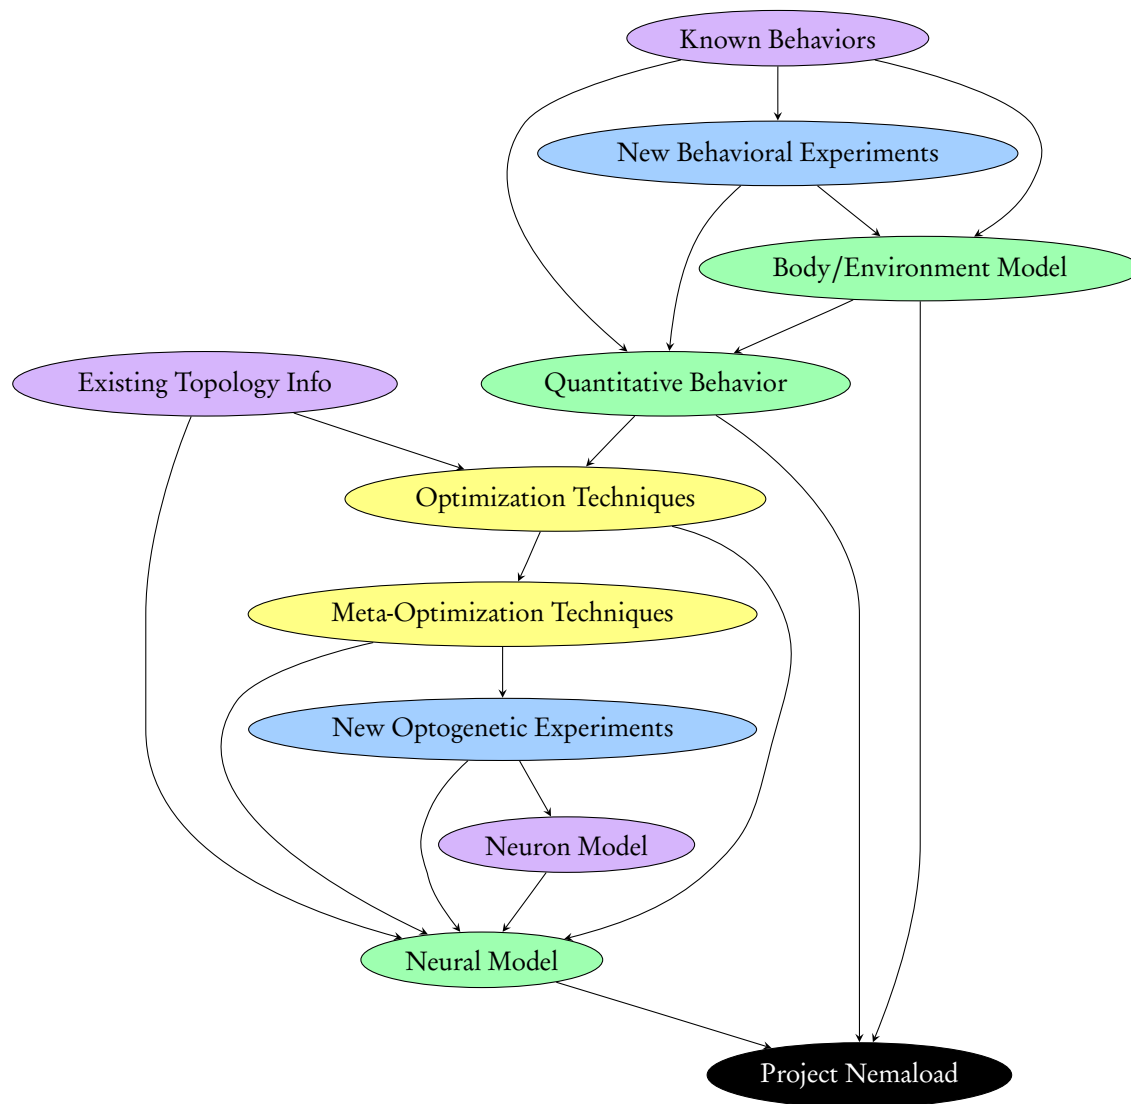 Known Behaviors
New Behavioral Experiments
Body/Environment Model
Existing Topology Info
Quantitative Behavior
Optimization Techniques
Meta-Optimization Techniques
New Optogenetic Experiments
Neuron Model
Neural Model
Project Nemaload